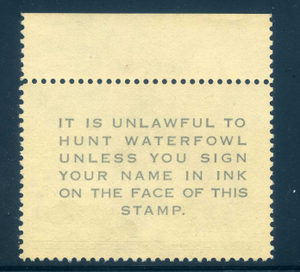 IT IS UNLAWFUL TO
HUNT WATERFOWL
UNLESS YOU SIGN
YOUR NAME IN INK
ON THE FACE OF THIS
STAMP.